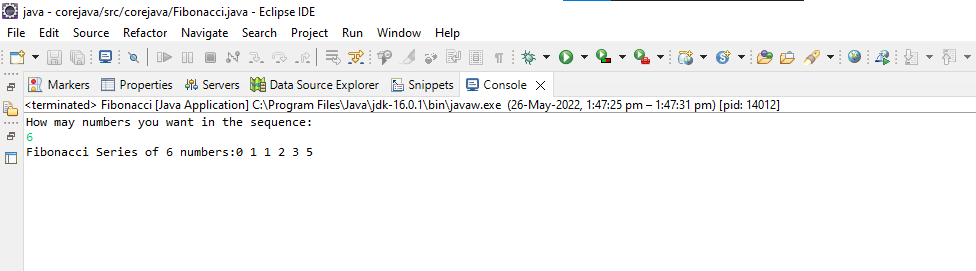 java - corejava/src/corejava/Fibonacci.java - Eclipse IDE
File Edit Source Refactor Navigate Search Project Run Window Help
Markers Properties Servers Data Source Explorer Snippets Console
<terminated> Fibonacci [Java Application] C:\Program Files\Java\jdk-16.0.1\bin\javaw.exe (26-May-2022, 1:47:25 pm – 1:47:31 pm) [pid: 14012]
How may numbers you want in the sequence:
6
Fibonacci Series of 6 numbers:0 1 1 2 3 5